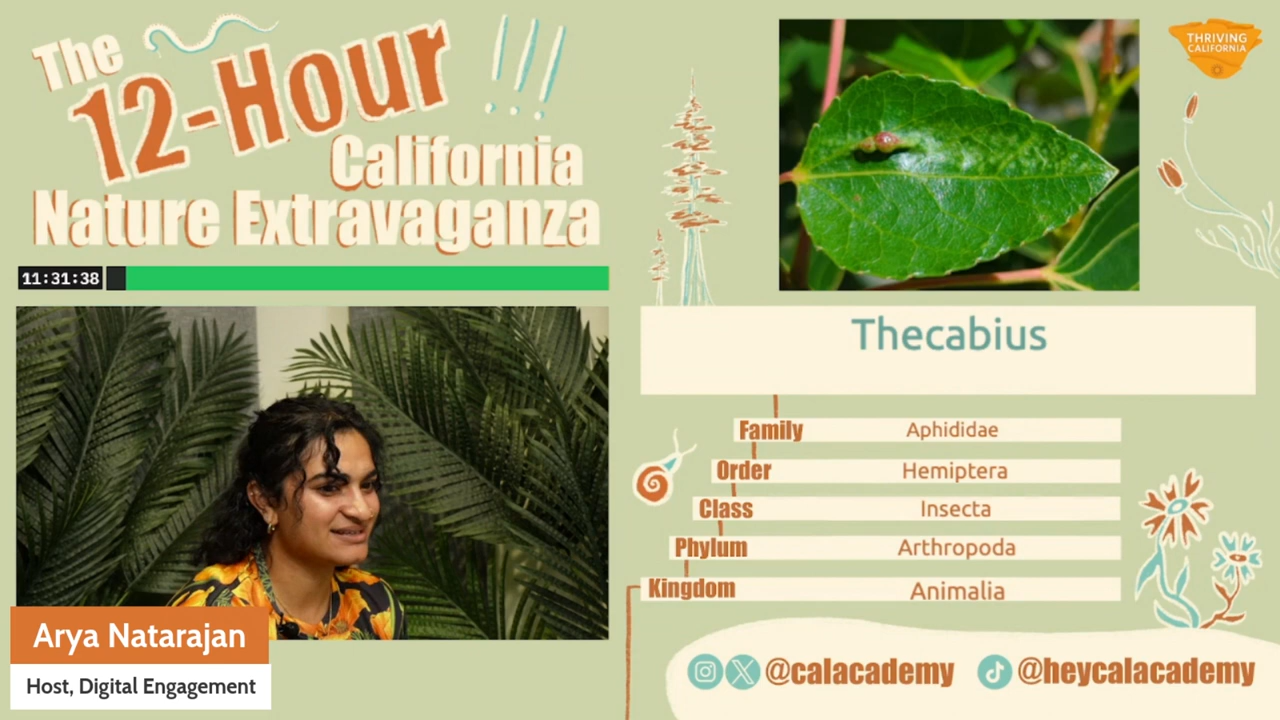 The
12-Hour
!!!
California
Nature Extravaganza
11:31:38
Arya Natarajan
Host, Digital Engagement
THRIVING
CALIFORNIA
Thecabius
Family Aphididae
Order Hemiptera
Class Insecta
Phylum Arthropoda
Kingdom Animalia
@calacademy @heycalacademy